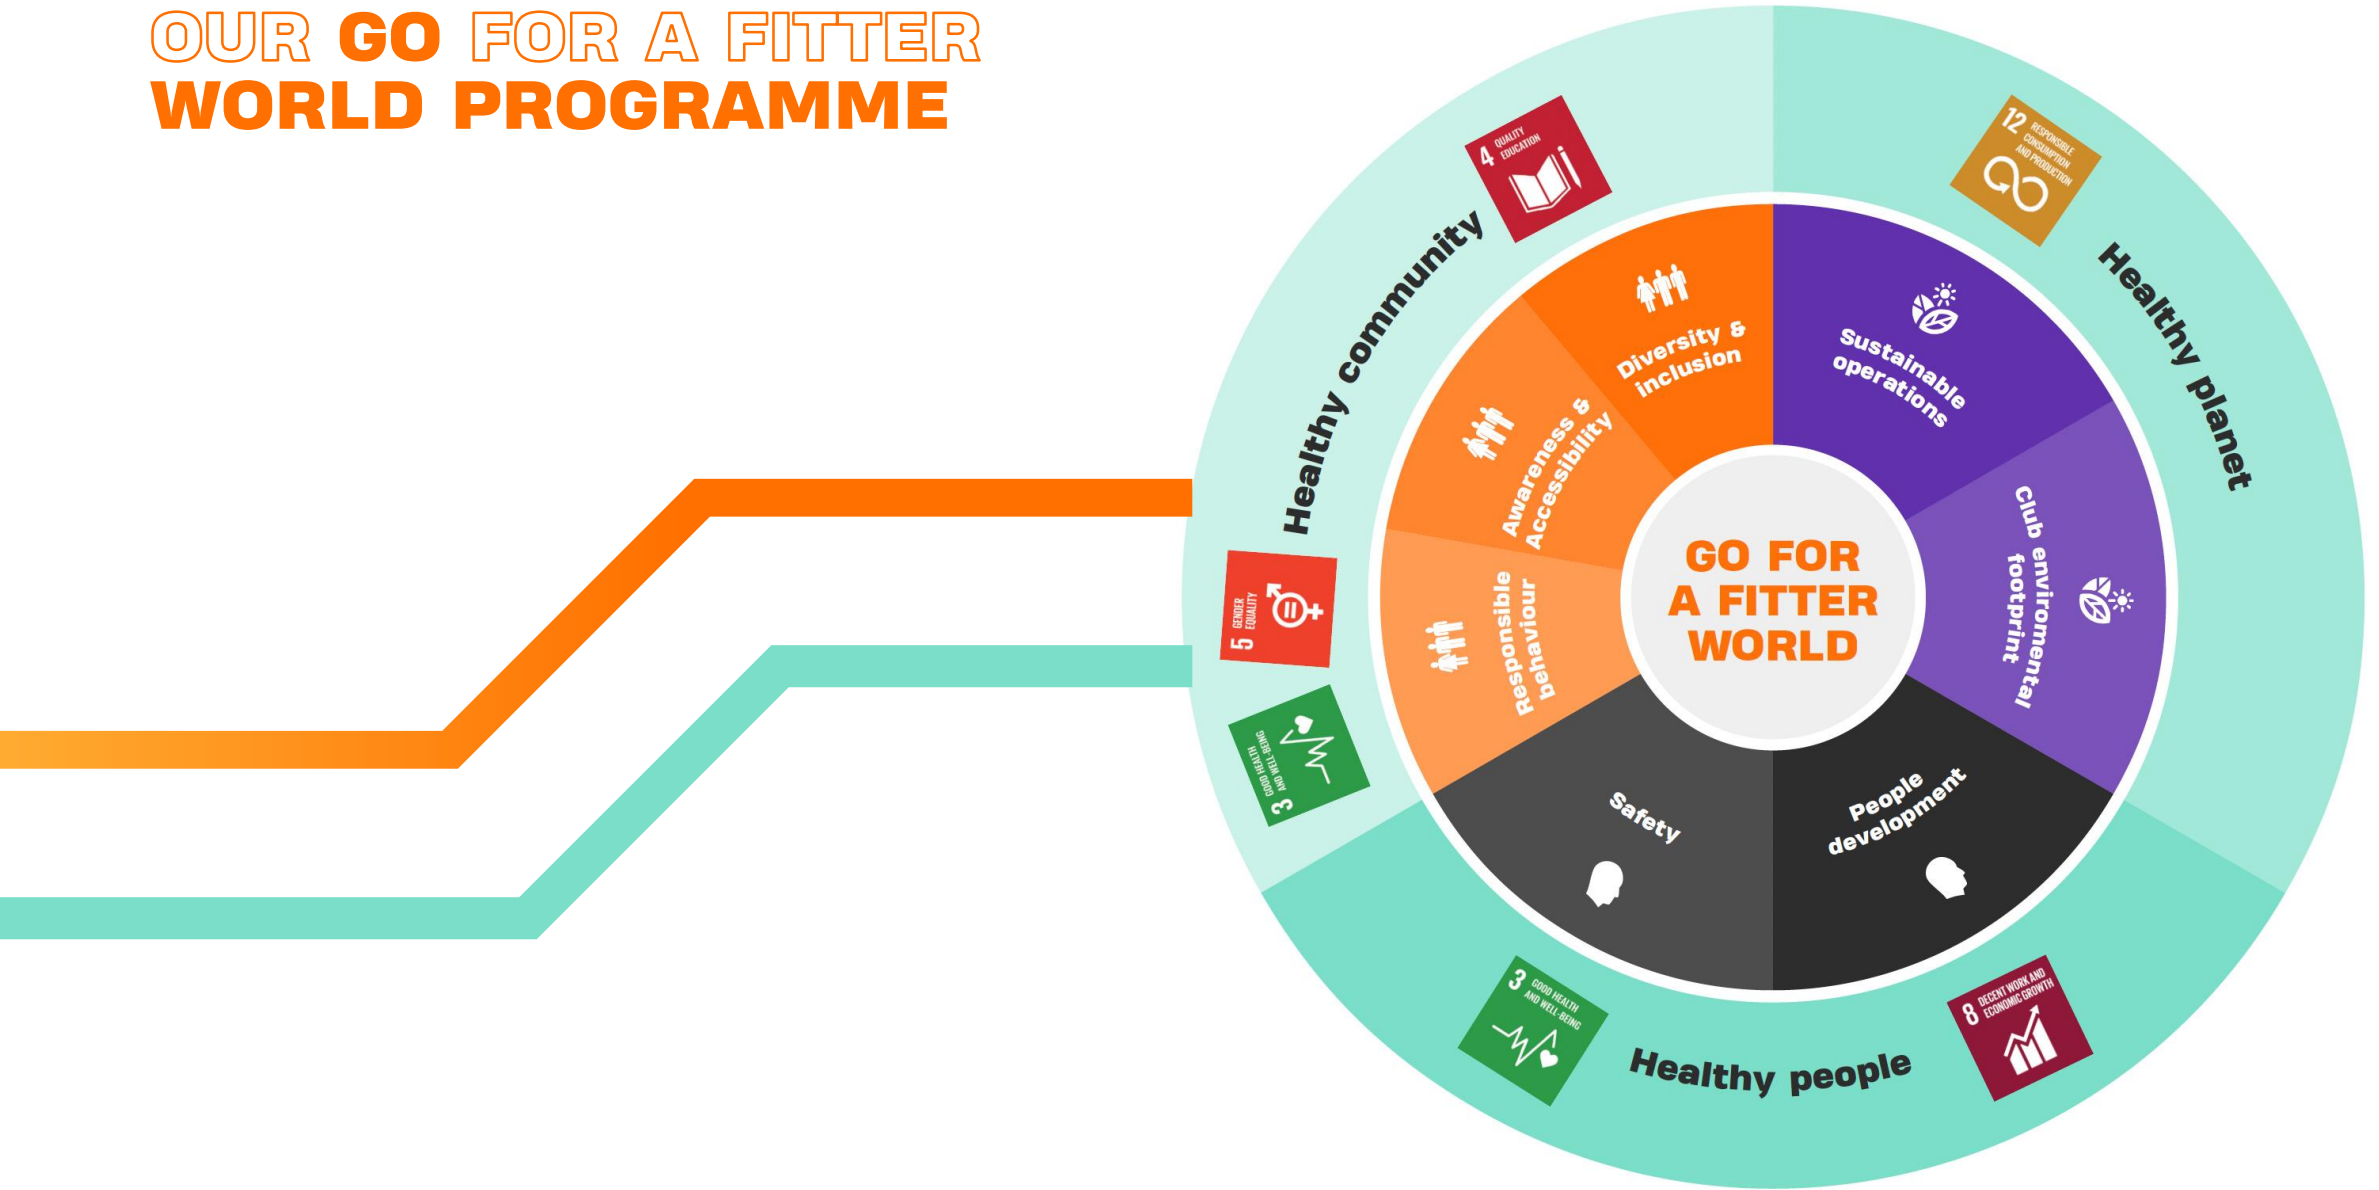 OUR GO FOR A FITTER
WORLD PROGRAMME
4 QUALITY
EDUCATION
Healthy community
5 GENDER
EQUALITY
3 GOOD HEALTH
AND WELL-BEING
12 RESPONSIBLE
CONSUMPTION
AND PRODUCTION
Healthy planet
Diversity &
inclusion
Awareness &
Accessibility
Responsible
behaviour
Sustainable
operations
Club enviromental
footprint
GO FOR
A FITTER
WORLD
Safety
People
development
3 GOOD HEALTH
AND WELL-BEING
Healthy people
8 DECENT WORK AND
ECONOMIC GROWTH